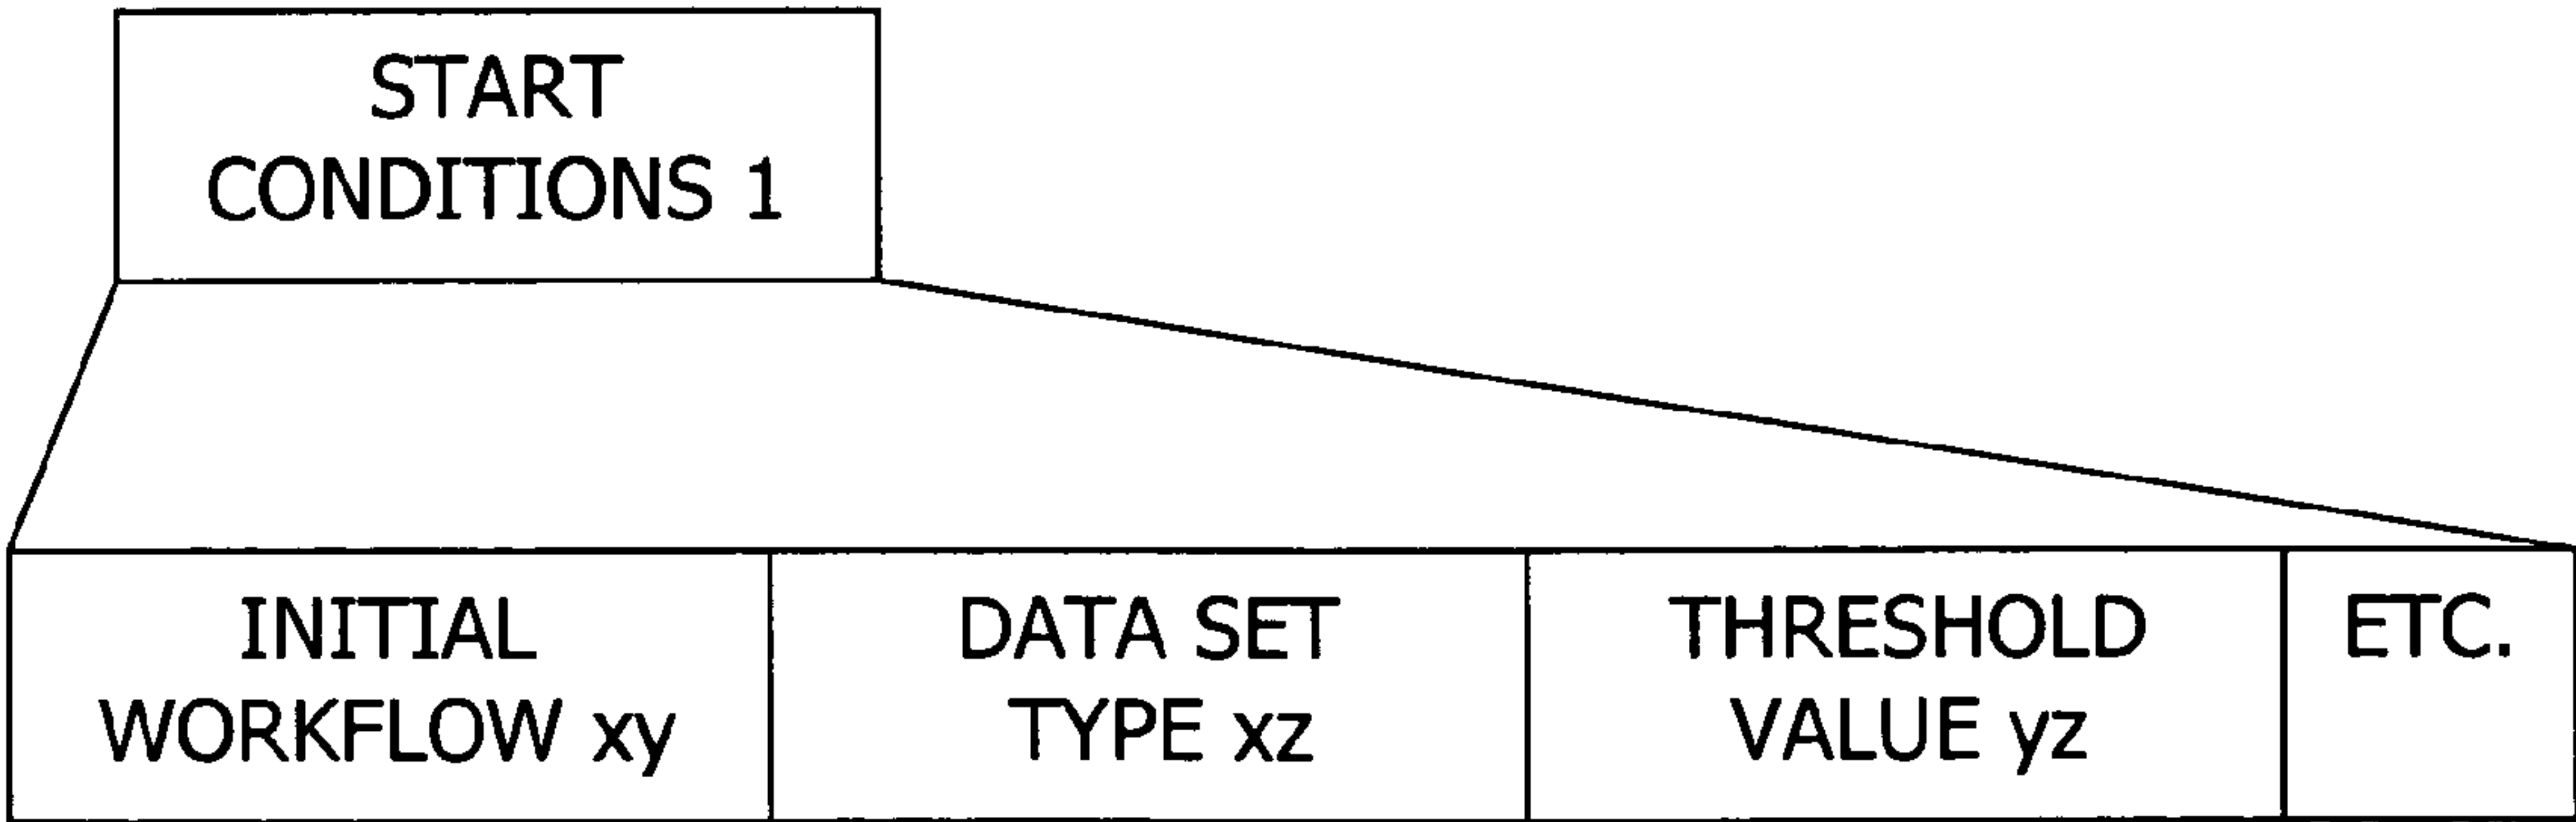 START
CONDITIONS 1
INITIAL
WORKFLOW xy
DATA SET
TYPE xz
THRESHOLD
VALUE yz
ETC.